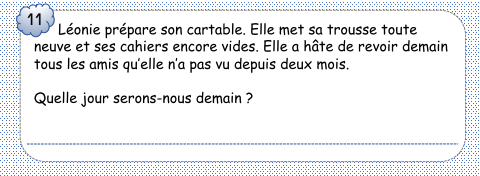 11
Léonie prépare son cartable. Elle met sa trousse toute
neuve et ses cahiers encore vides. Elle a hâte de revoir demain
tous les amis qu'elle n'a pas vu depuis deux mois.
Quelle jour serons-nous demain ?